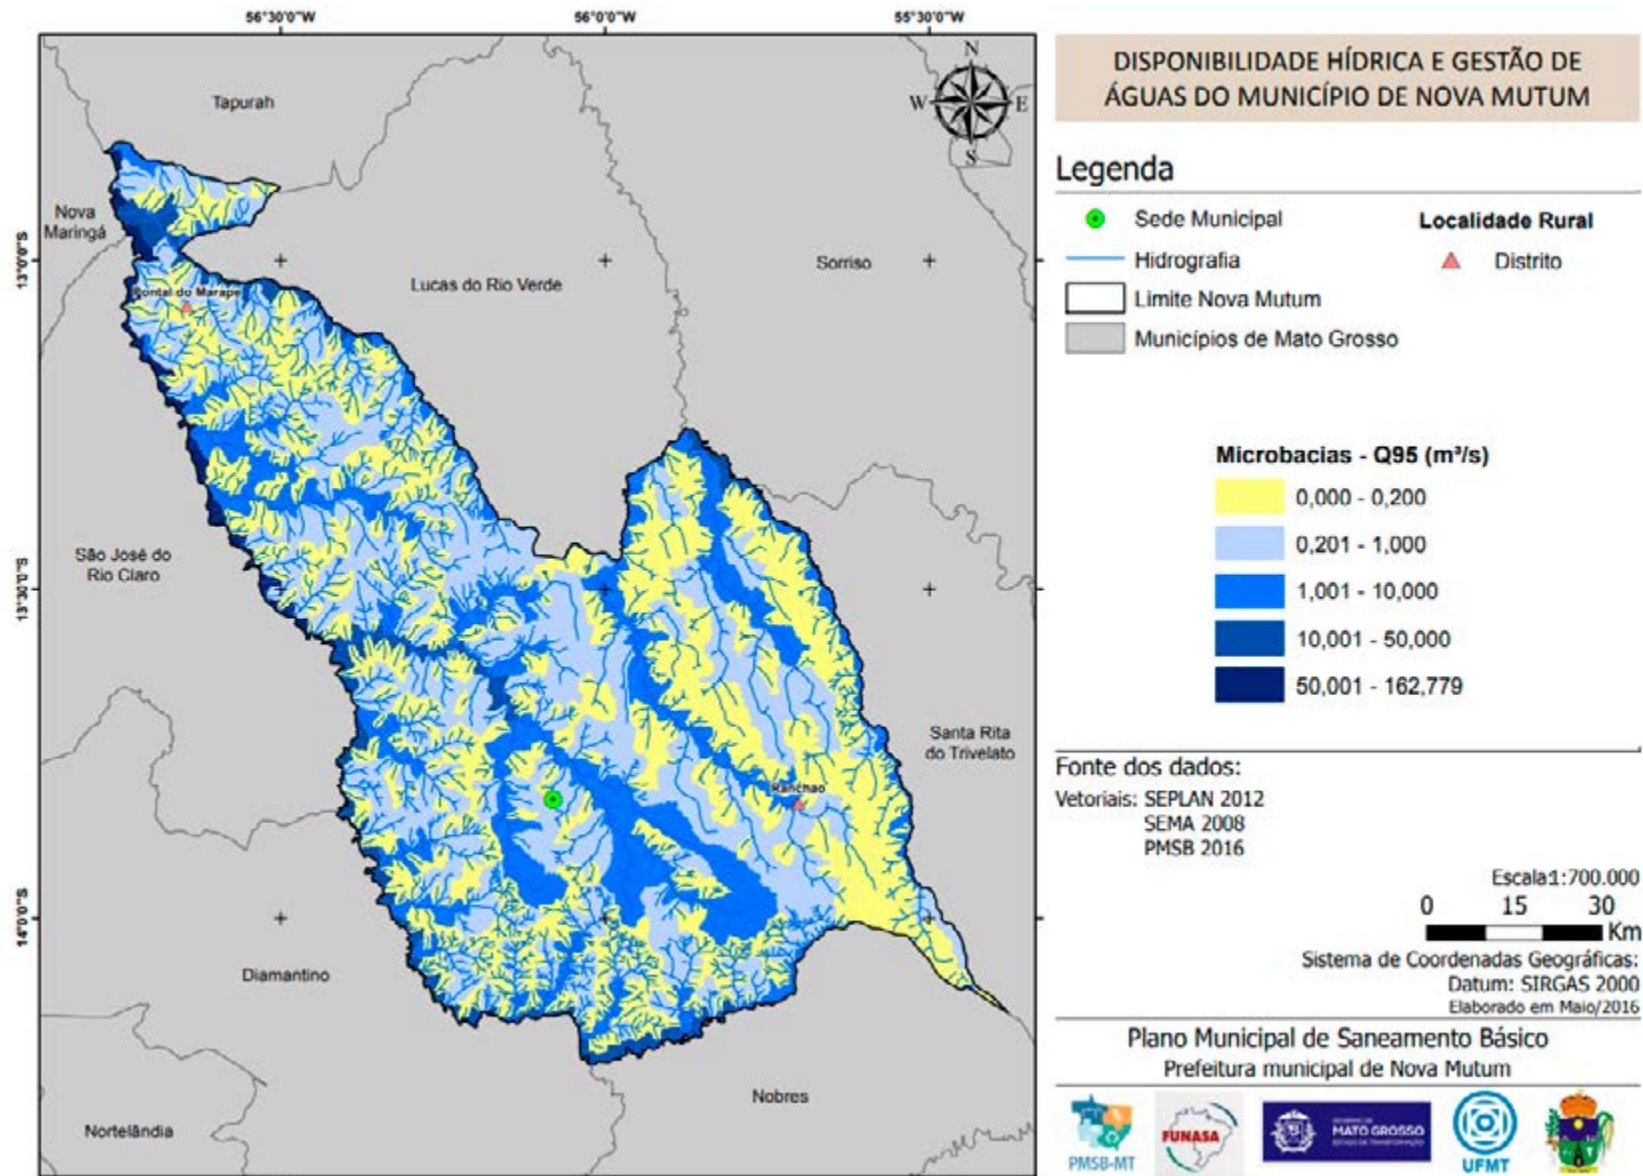 56°30'0"W
56°0'0"W
55°30'0"W
13°0'0"S
13°30'0"S
14°0'0"S
N
W
E
S
Tapurah
Nova
Maringá
Lucas do Rio Verde
Sorriso
Pontal do Marape
São José do
Rio Claro
Santa Rita
do Trivelato
Ranchao
Diamantino
Nobres
Nortelândia
DISPONIBILIDADE HÍDRICA E GESTÃO DE
ÁGUAS DO MUNICÍPIO DE NOVA MUTUM
Legenda
Sede Municipal
Localidade Rural
Hidrografia
Distrito
Limite Nova Mutum
Municípios de Mato Grosso
Microbacias - Q95 (m³/s)
0,000 - 0,200
0,201 - 1,000
1,001 - 10,000
10,001 - 50,000
50,001 - 162,779
Fonte dos dados:
Vetoriais: SEPLAN 2012
SEMA 2008
PMSB 2016
Escala1:700.000
0 15 30
Km
Sistema de Coordenadas Geográficas:
Datum: SIRGAS 2000
Elaborado em Maio/2016
Plano Municipal de Saneamento Básico
Prefeitura municipal de Nova Mutum
PMSB-MT
FUNASA
MATO GROSSO
UFMT